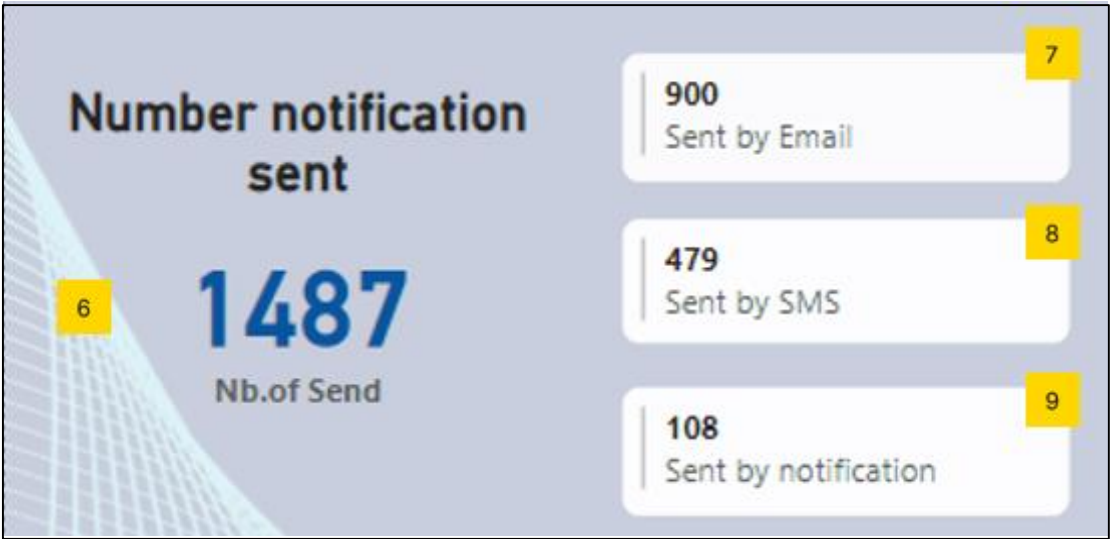 Number notification
sent
6
1487
Nb.of Send
7
900
Sent by Email
8
479
Sent by SMS
9
108
Sent by notification